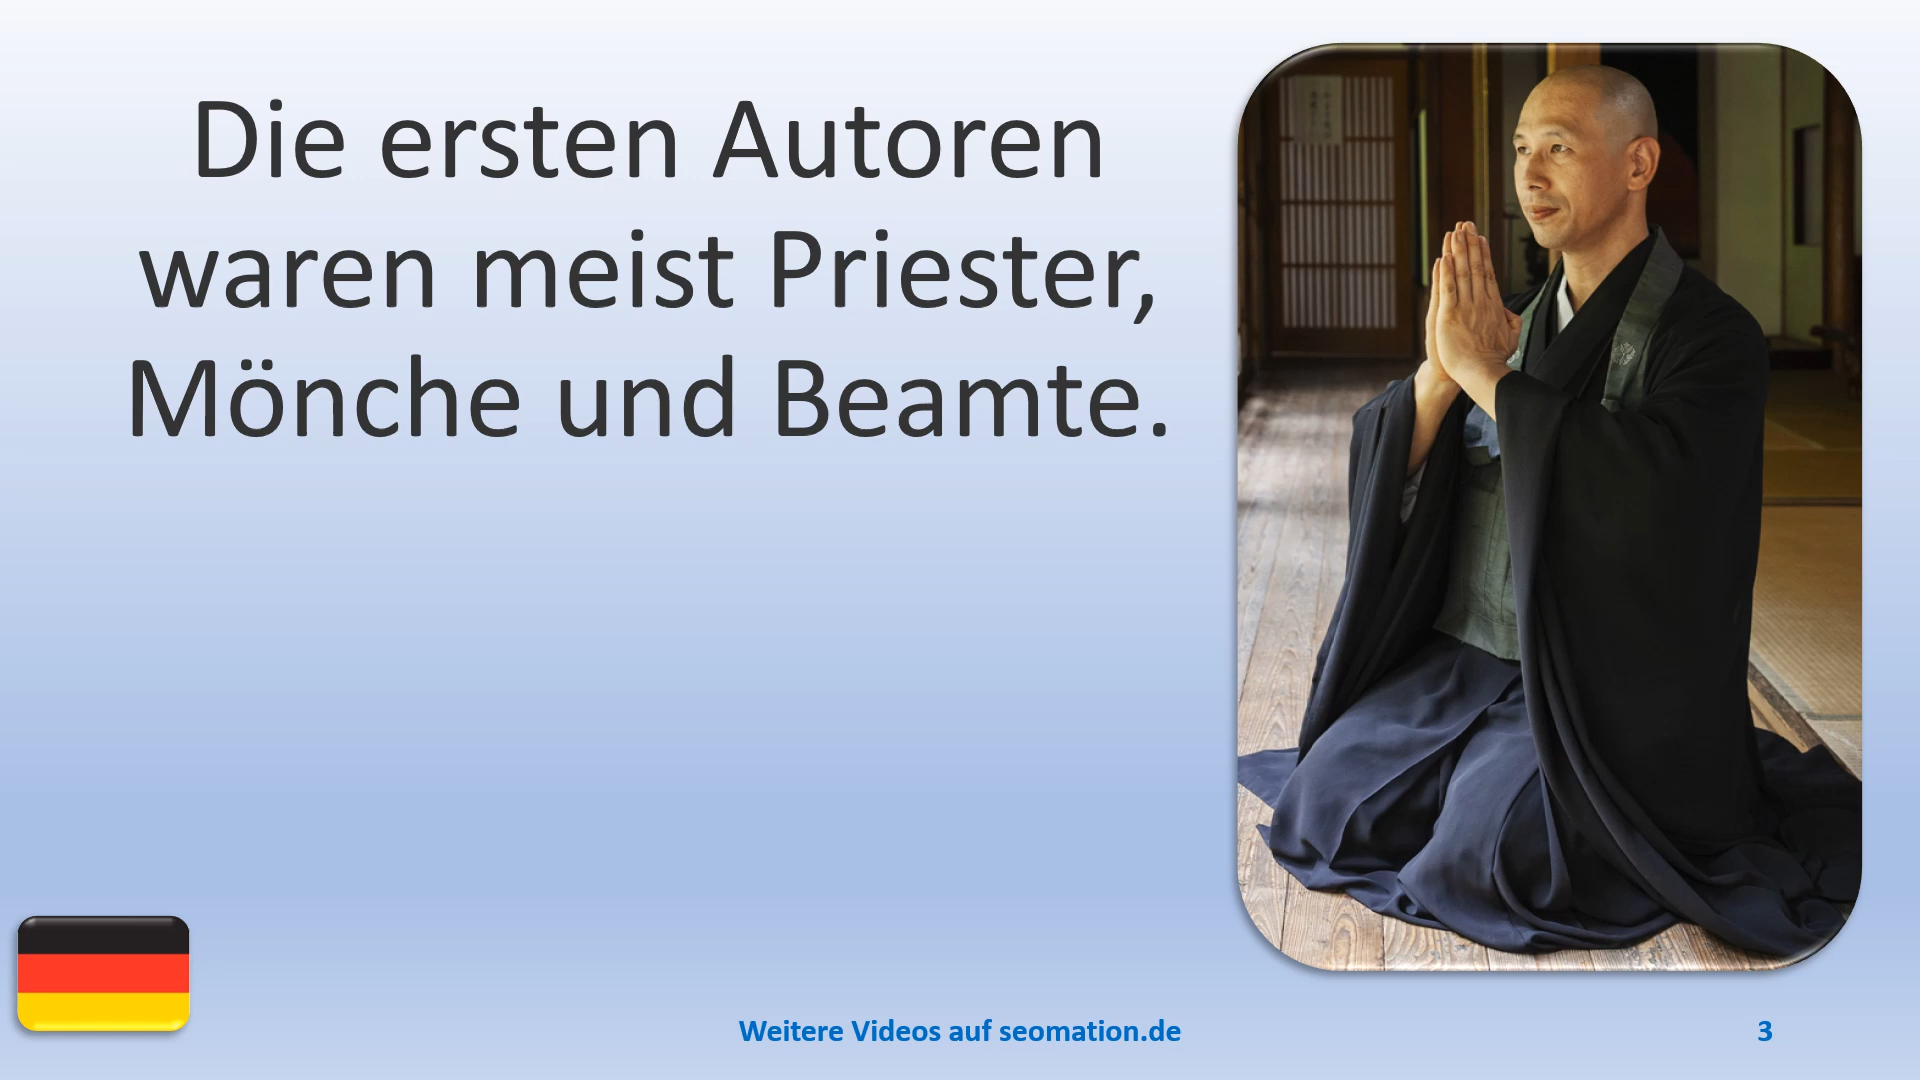 Die ersten Autoren
waren meist Priester,
Mönche und Beamte.
Weitere Videos auf seomation.de
3